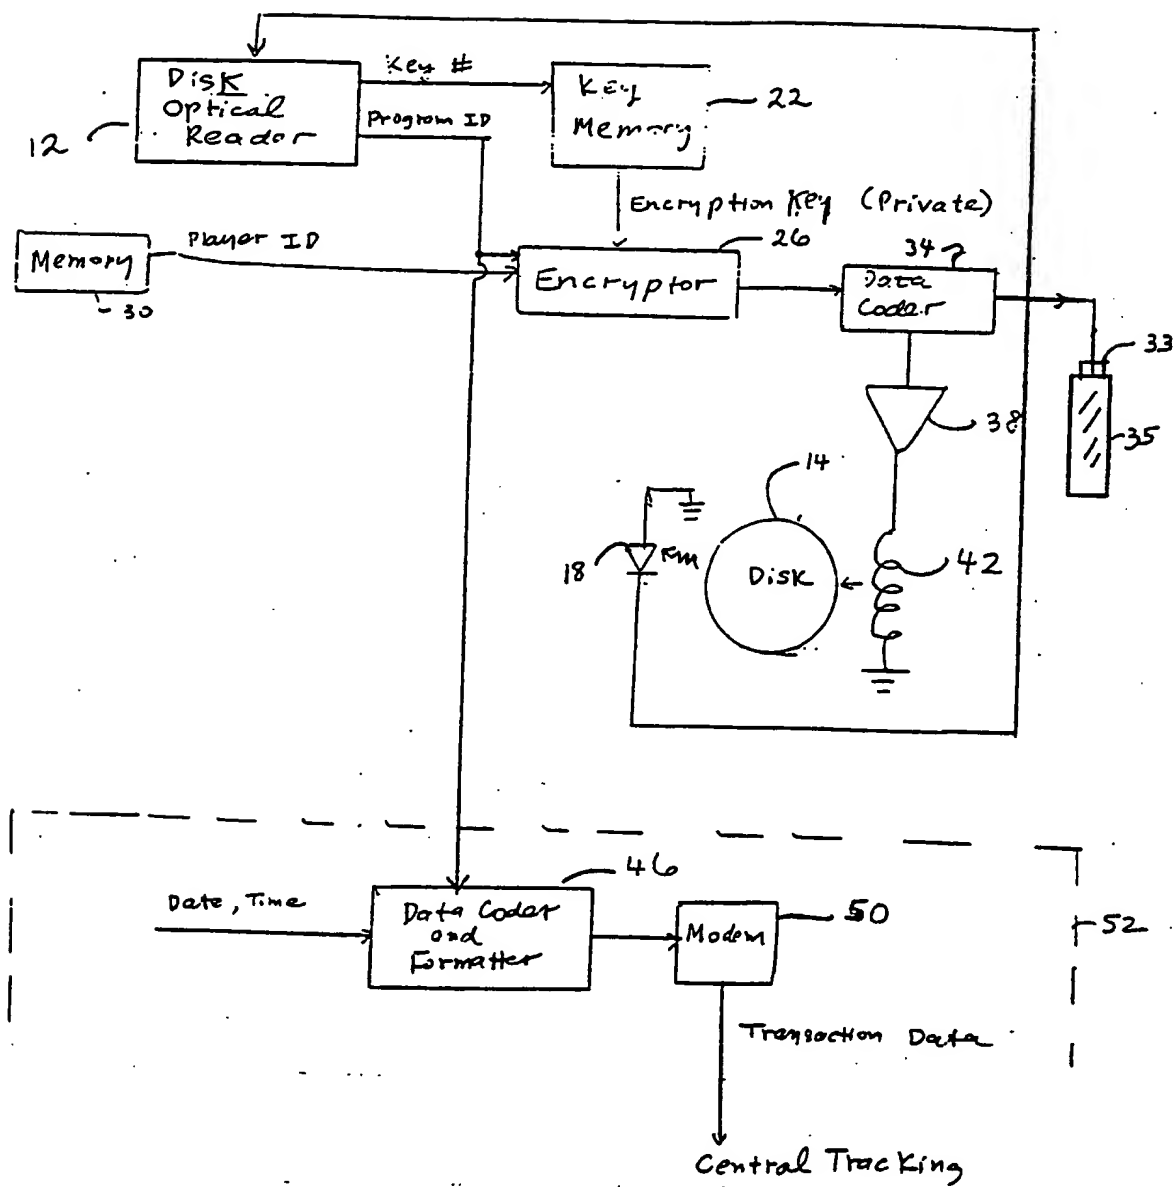 Disk
Optical
Reador
12
Key #
Program ID
Key
Memory
22
Encryption Key (Private)
Memory
30
Player ID
Encryptor
26
Data
Coder
34
33
35
38
14
Disk
18
42
Date, Time
Data Coder
and
Formatter
46
Modem
50
52
Transaction Data
Central Tracking